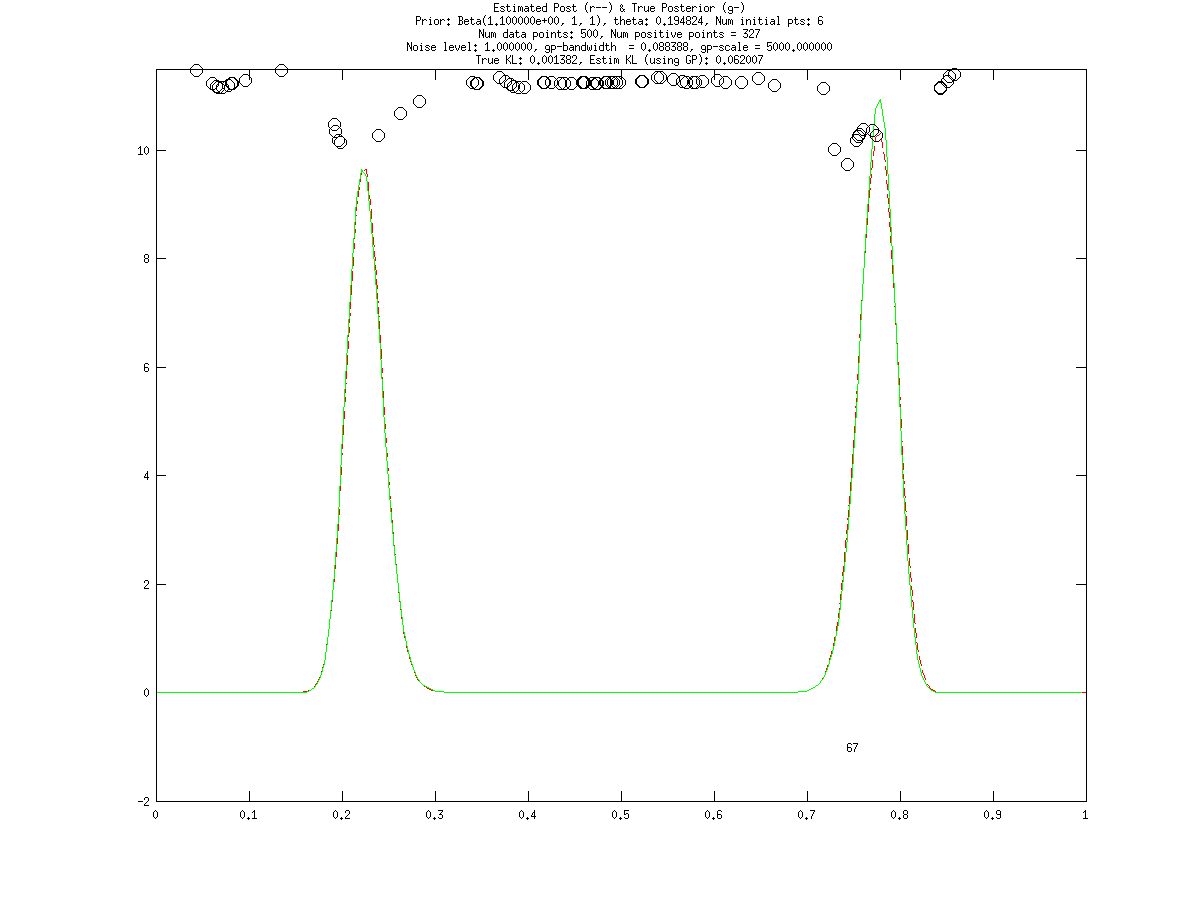 Estimated Post (r--) & True Posterior (g-)
Prior: Beta(1.100000e+00, 1, 1), theta: 0.194824, Num initial pts: 6
Num data points: 500, Num positive points = 327
Noise level: 1.000000, gp-bandwidth  = 0.088388, gp-scale = 5000.000000
True KL: 0.001382, Estim KL (using GP): 0.062007
10
8
6
4
2
0
67
-2
0 0.1 0.2 0.3 0.4 0.5 0.6 0.7 0.8 0.9 1